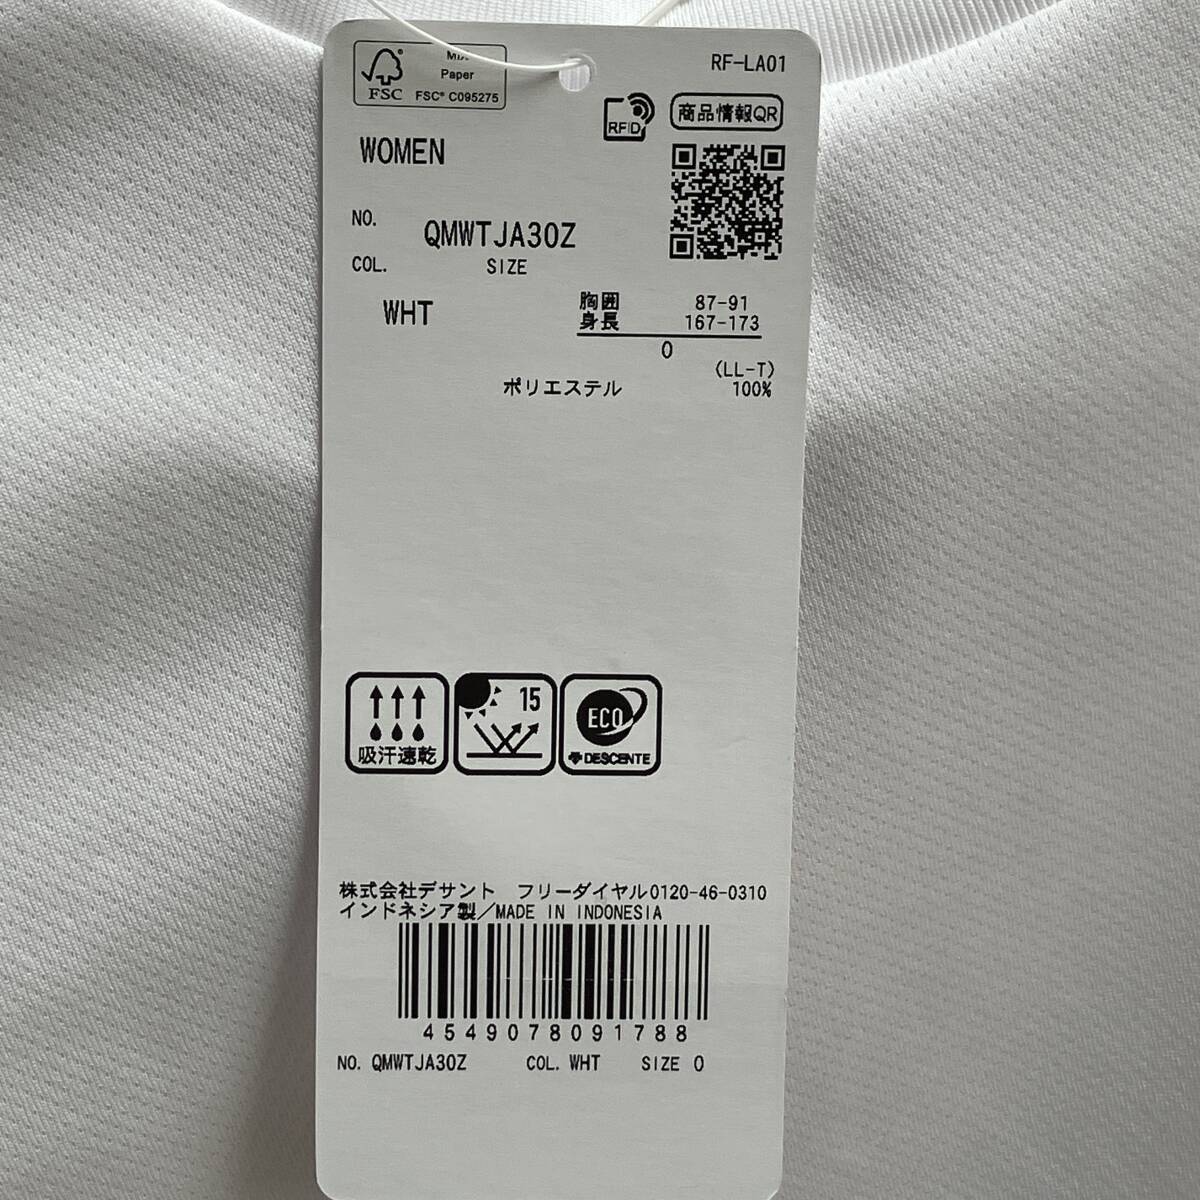 RF-LA01
Paper
FSC
FSC® C095275
RFID
商品情報QR
WOMEN
NO.
QMWTJA30Z
COL.
SIZE
WHT
胸囲 87-91
身長 167-173
O
(LL-T)
ポリエステル 100%
吸汗速乾
15
ECO
DESCENTE
株式会社デサント フリーダイヤル0120-46-0310
インドネシア製/MADE IN INDONESIA
4549078091788
NO. QMWTJA30Z COL. WHT SIZE O